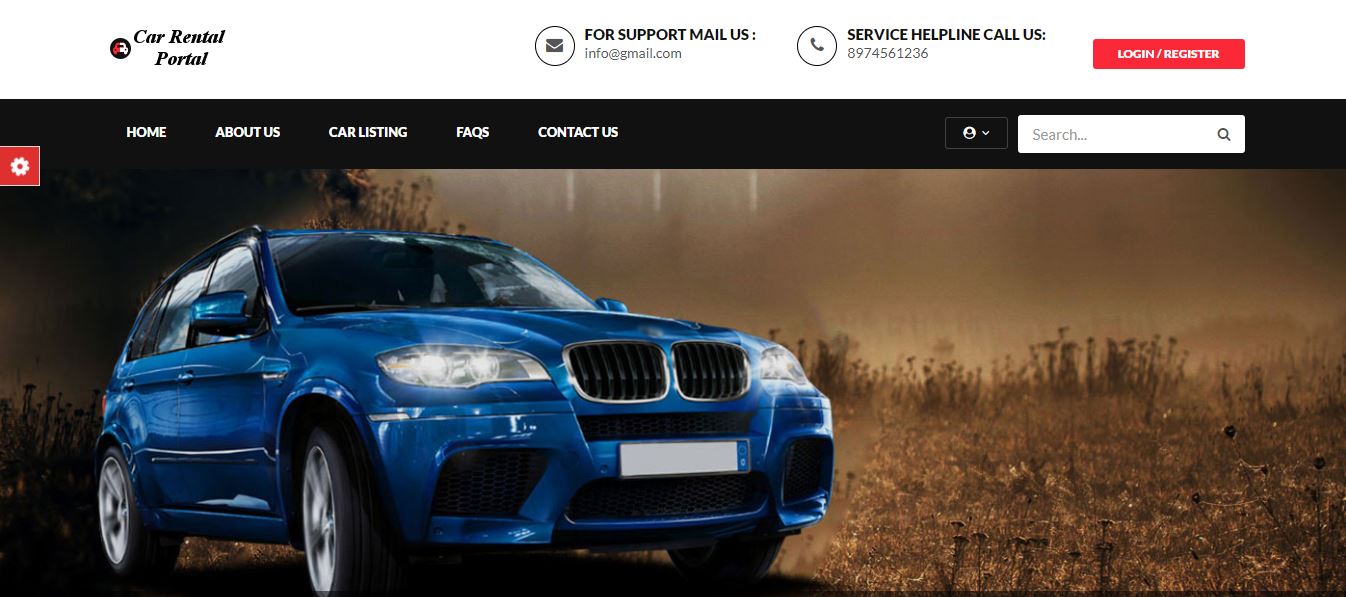 Car Rental
Portal
FOR SUPPORT MAIL US :
info@gmail.com
SERVICE HELPLINE CALL US:
8974561236
LOGIN / REGISTER
HOME
ABOUT US
CAR LISTING
FAQS
CONTACT US
Search...